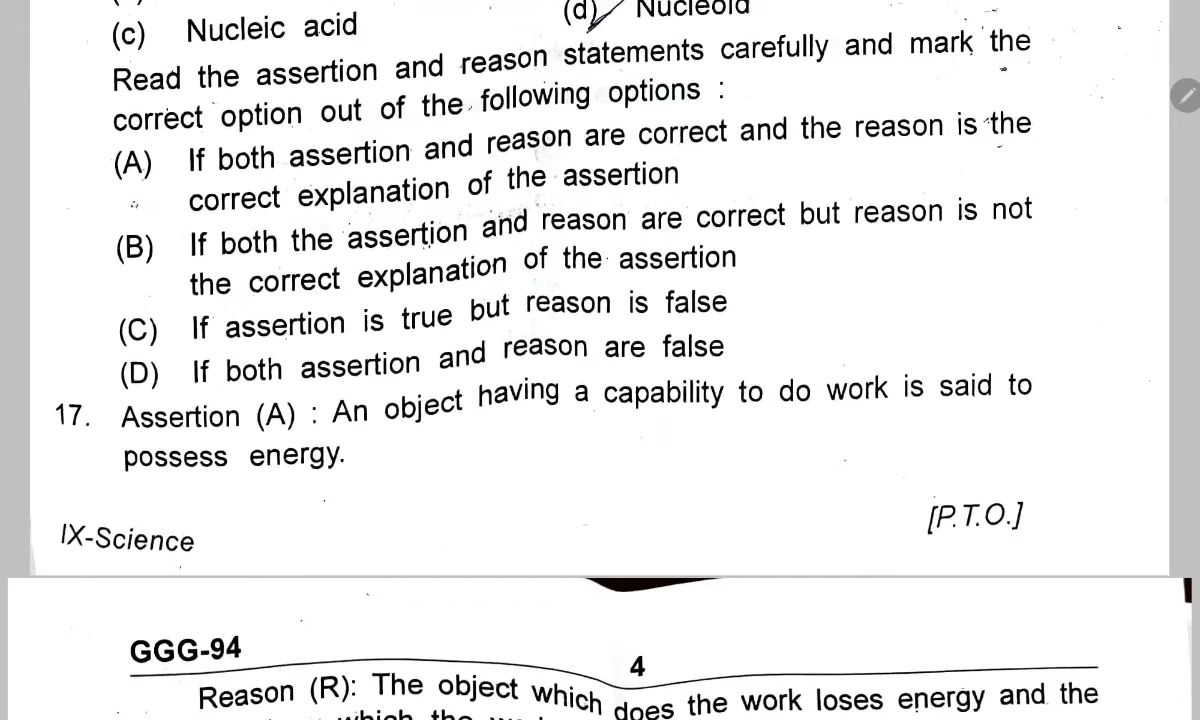 (c) Nucleic acid (d) Nucleoid
Read the assertion and reason statements carefully and mark the
correct option out of the following options :
(A) If both assertion and reason are correct and the reason is the
correct explanation of the assertion
(B) If both the assertion and reason are correct but reason is not
the correct explanation of the assertion
(C) If assertion is true but reason is false
(D) If both assertion and reason are false
17. Assertion (A) : An object having a capability to do work is said to
possess energy.
[P.T.O.]
IX-Science
GGG-94
4
Reason (R): The object which does the work loses energy and the
which the